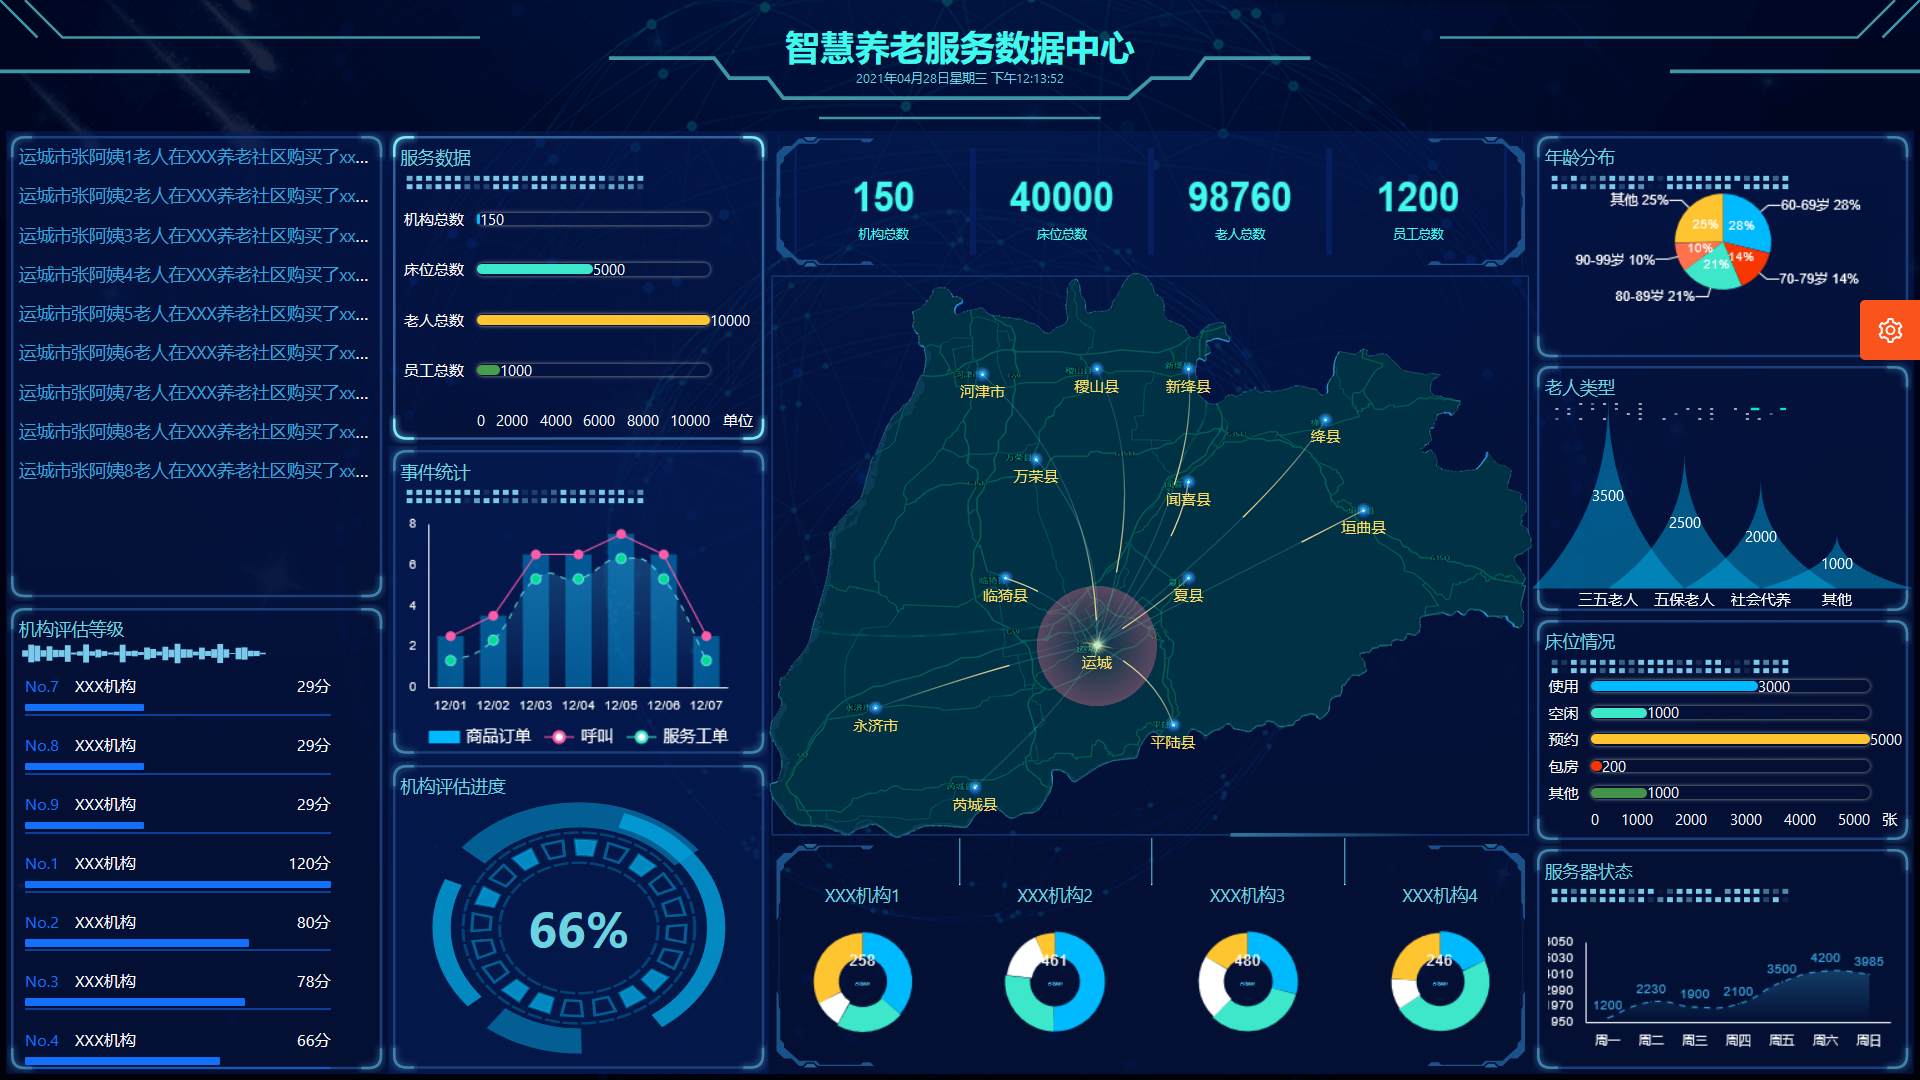 智慧养老服务数据中心
2021年04月28日星期三 下午12:13:52
运城市张阿姨1老人在XXX养老社区购买了xx...
运城市张阿姨2老人在XXX养老社区购买了xx...
运城市张阿姨3老人在XXX养老社区购买了xx...
运城市张阿姨4老人在XXX养老社区购买了xx...
运城市张阿姨5老人在XXX养老社区购买了xx...
运城市张阿姨6老人在XXX养老社区购买了xx...
运城市张阿姨7老人在XXX养老社区购买了xx...
运城市张阿姨8老人在XXX养老社区购买了xx...
运城市张阿姨8老人在XXX养老社区购买了xx...
机构评估等级
No.7 XXX机构 29分
No.8 XXX机构 29分
No.9 XXX机构 29分
No.1 XXX机构 120分
No.2 XXX机构 80分
No.3 XXX机构 78分
No.4 XXX机构 66分
服务数据
机构总数 150
床位总数 5000
老人总数 10000
员工总数 1000
0 2000 4000 6000 8000 10000 单位
事件统计
8
6
4
2
0
12/01 12/02 12/03 12/04 12/05 12/06 12/07
商品订单 呼叫 服务工单
机构评估进度
66%
150 40000 98760 1200
机构总数 床位总数 老人总数 员工总数
河津市
稷山县
新绛县
绛县
万荣县
闻喜县
垣曲县
临猗县
夏县
运城
永济市
平陆县
芮城县
XXX机构1 XXX机构2 XXX机构3 XXX机构4
258 461 480 246
年龄分布
其他 25%
60-69岁 28%
25% 28%
10% 14%
21%
90-99岁 10%
70-79岁 14%
80-89岁 21%
老人类型
3500
2500
2000
1000
三五老人 五保老人 社会代养 其他
床位情况
使用 3000
空闲 1000
预约 5000
包房 200
其他 1000
0 1000 2000 3000 4000 5000 张
服务器状态
5030
4010
950
1200 2230 1900 2100 3500 4200 3985
周一 周二 周三 周四 周五 周六 周日